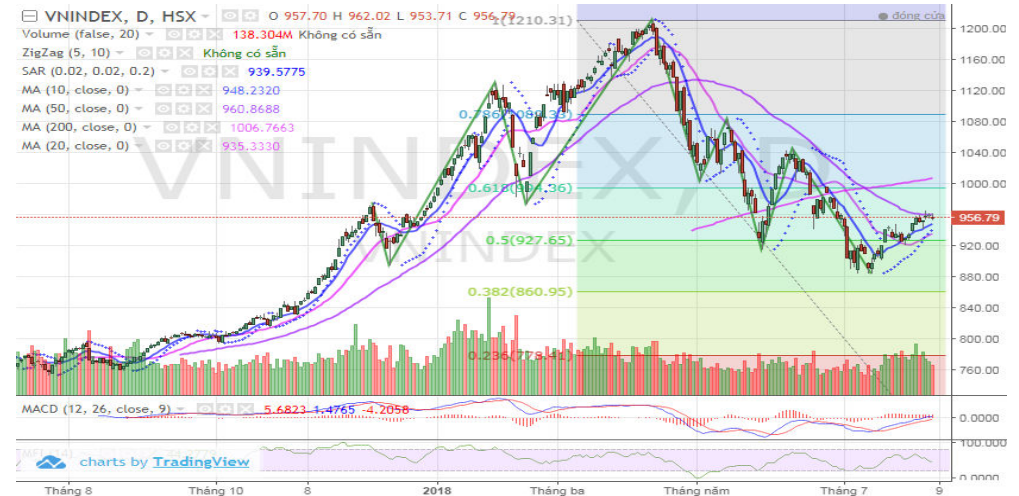 VNINDEX, D, HSX O 957.70 H 962.02 L 953.71 C 956.79
Volume (false, 20) 138.304M Không có sẵn
ZigZag (5, 10) Không có sẵn
SAR (0.02, 0.02, 0.2) 939.5775
MA (10, close, 0) 948.2320
MA (50, close, 0) 960.8688
MA (200, close, 0) 1006.7663
MA (20, close, 0) 935.3330
đóng cửa
1(1210.31)
0.786(1089.33)
0.618(994.36)
0.5(927.65)
0.382(860.95)
0.236(778.41)
VNINDEX, D
VNINDEX
1200.00
1160.00
1120.00
1080.00
1040.00
1000.00
956.79
920.00
880.00
840.00
800.00
760.00
MACD (12, 26, close, 9) 5.6823 1.4765 -4.2058
0.0000
100.000
0.0000
charts by TradingView
Tháng 8 Tháng 10 8 2018 Tháng ba Tháng năm Tháng 7 9